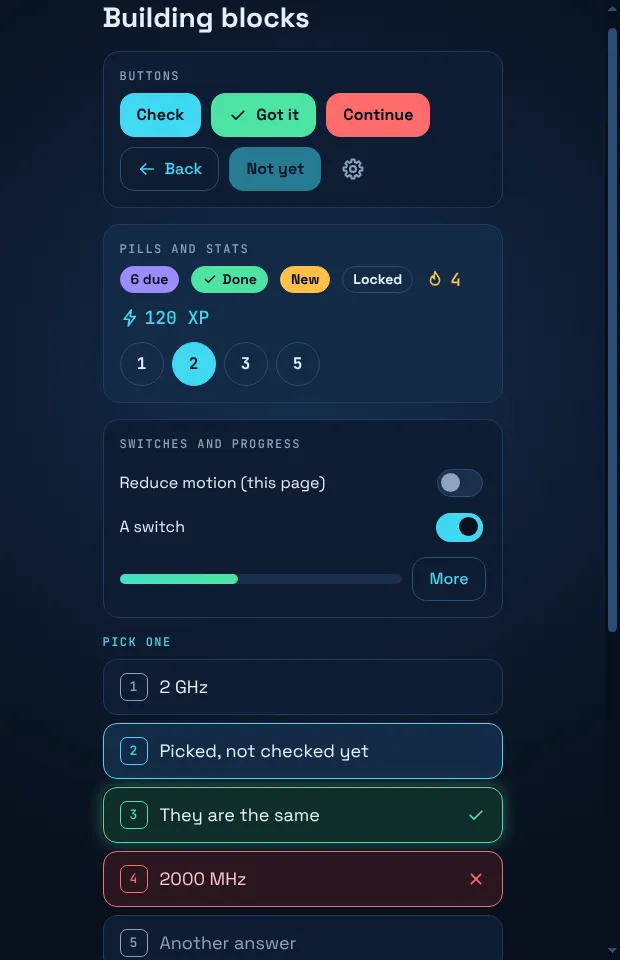 Building blocks
BUTTONS
Check
Got it
Continue
Back
Not yet
PILLS AND STATS
6 due
Done
New
Locked
4
120 XP
1
2
3
5
SWITCHES AND PROGRESS
Reduce motion (this page)
A switch
More
PICK ONE
1 2 GHz
2 Picked, not checked yet
3 They are the same
4 2000 MHz
5 Another answer